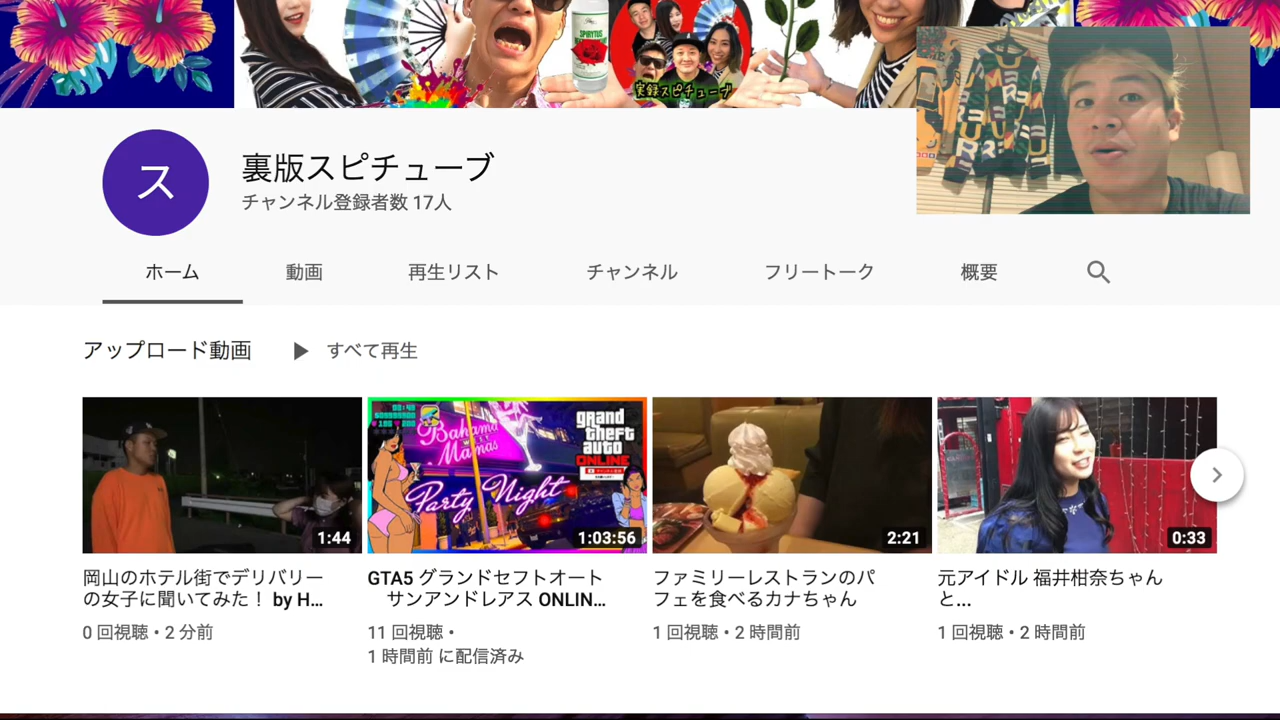 SPIRYTUS
実録スピチューブ
ス
裏版スピチューブ
チャンネル登録者数 17人
ホーム
動画
再生リスト
チャンネル
フリートーク
概要
アップロード動画
すべて再生
1:44
Bahama
Mamas
WEST
Party Night
grand
theft
auto
ONLINE
1:03:56
2:21
0:33
岡山のホテル街でデリバリー
の女子に聞いてみた！ by H...
0 回視聴・2 分前
GTA5 グランドセフトオート
サンアンドレアス ONLIN...
11 回視聴・
1 時間前 に配信済み
ファミリーレストランのパ
フェを食べるカナちゃん
1 回視聴・2 時間前
元アイドル 福井柑奈ちゃん
と...
1 回視聴・2 時間前